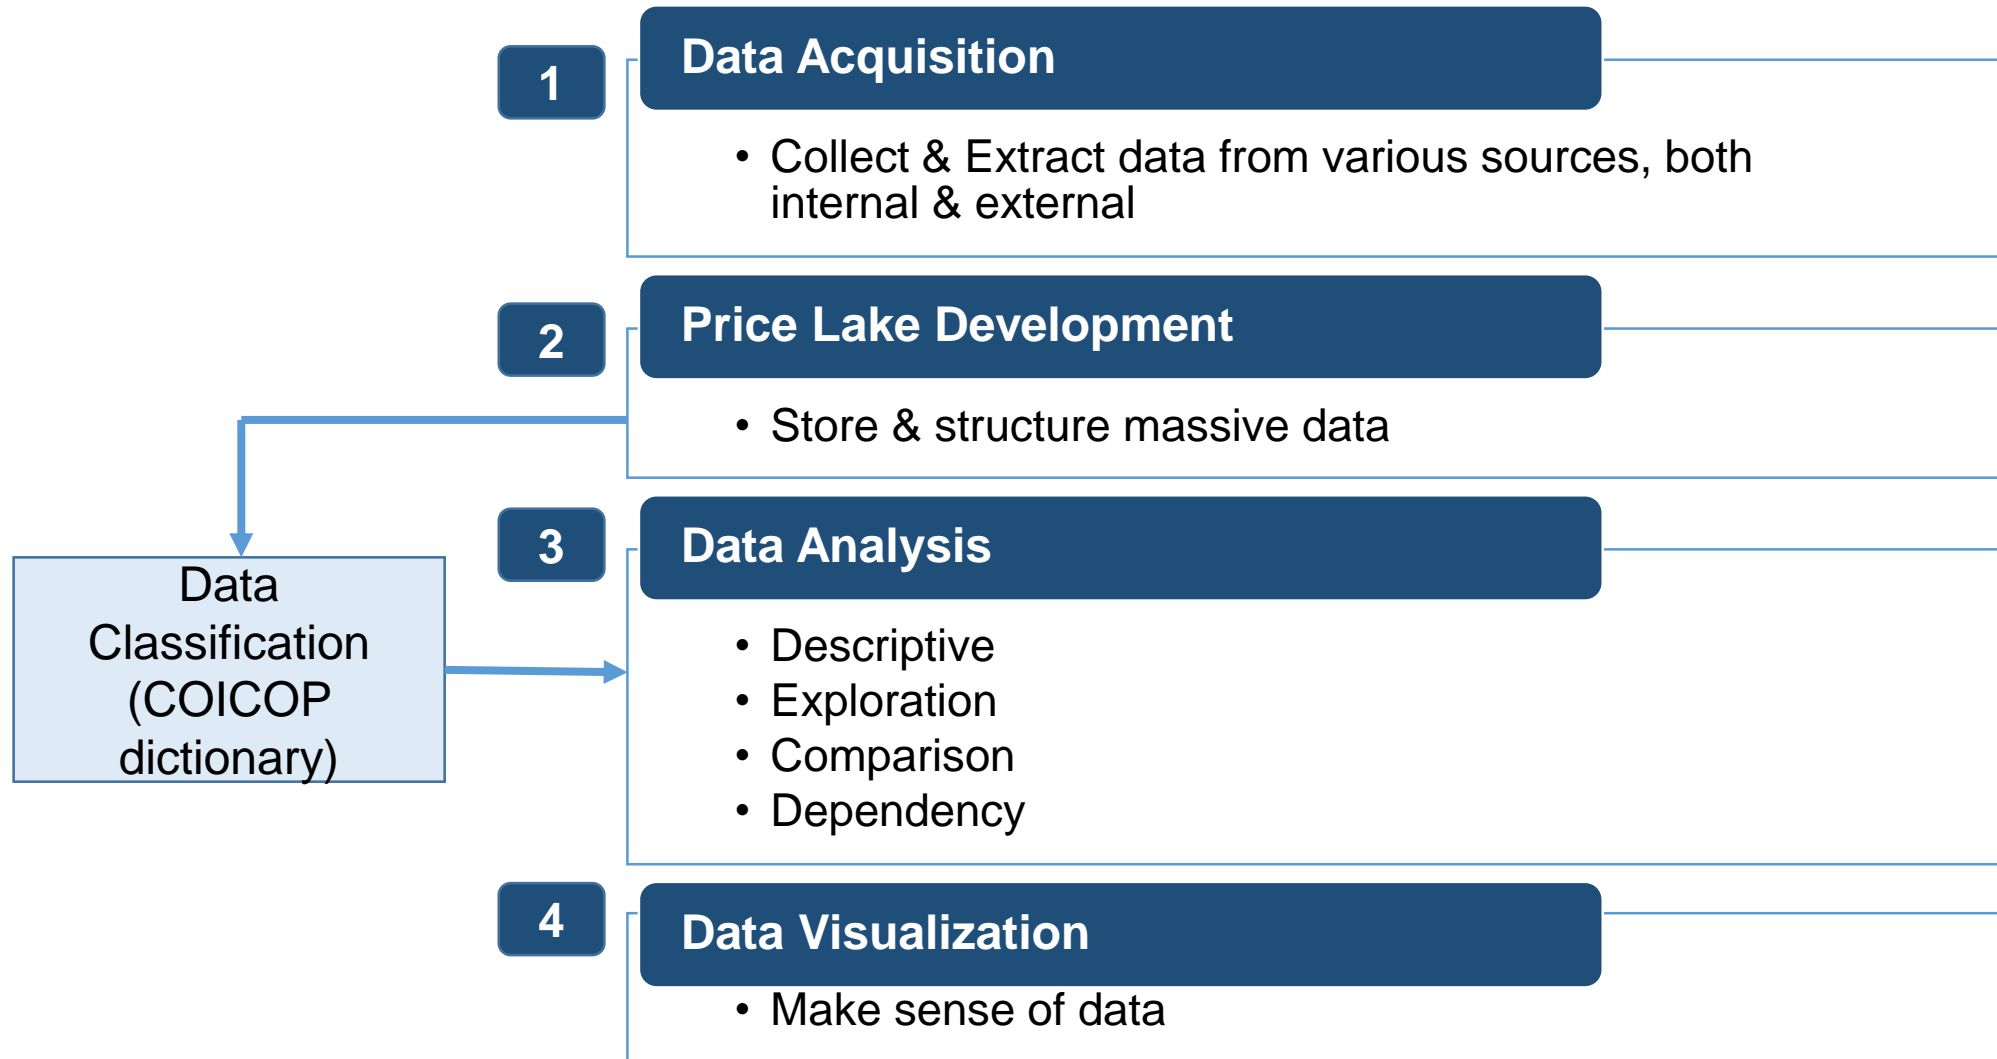 1
Data Acquisition
• Collect & Extract data from various sources, both
internal & external
2
Price Lake Development
• Store & structure massive data
Data
Classification
(COICOP
dictionary)
3
Data Analysis
• Descriptive
• Exploration
• Comparison
• Dependency
4
Data Visualization
• Make sense of data